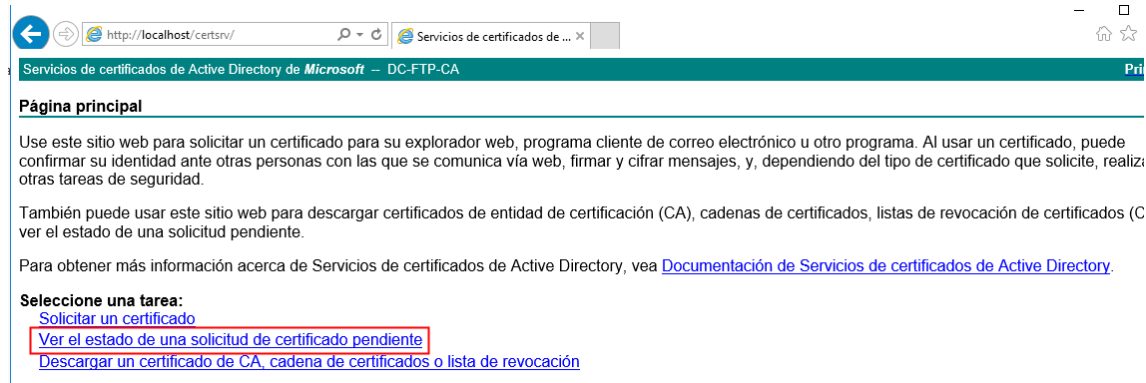 http://localhost/certsrv/
Servicios de certificados de ...
Servicios de certificados de Active Directory de Microsoft -- DC-FTP-CA
Página principal
Use este sitio web para solicitar un certificado para su explorador web, programa cliente de correo electrónico u otro programa. Al usar un certificado, puede
confirmar su identidad ante otras personas con las que se comunica vía web, firmar y cifrar mensajes, y, dependiendo del tipo de certificado que solicite, realiza
otras tareas de seguridad.
También puede usar este sitio web para descargar certificados de entidad de certificación (CA), cadenas de certificados, listas de revocación de certificados (C
ver el estado de una solicitud pendiente.
Para obtener más información acerca de Servicios de certificados de Active Directory, vea Documentación de Servicios de certificados de Active Directory.
Seleccione una tarea:
Solicitar un certificado
Ver el estado de una solicitud de certificado pendiente
Descargar un certificado de CA, cadena de certificados o lista de revocación